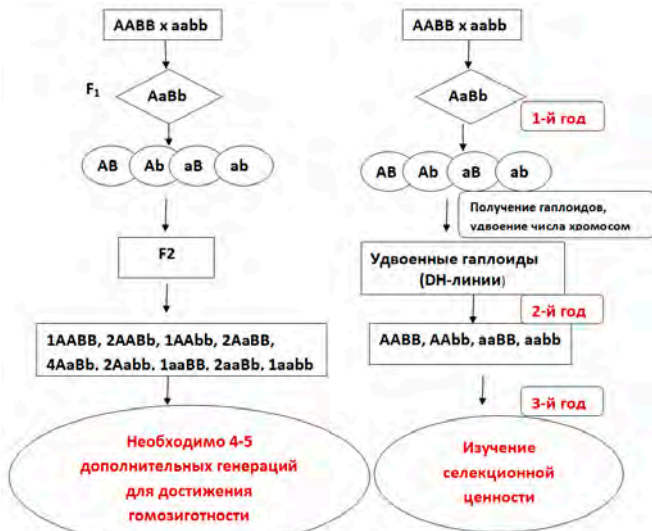 AABB x aabb
F₁
AaBb
AB Ab aB ab
F2
1AABB, 2AABb, 1AAbb, 2AaBB,
4AaBb, 2Aabb, 1aaBB, 2aaBb, 1aabb
Необходимо 4-5
дополнительных генераций
для достижения
гомозиготности
AABB x aabb
AaBb
1-й год
AB Ab aB ab
Получение гаплоидов,
удвоение числа хромосом
Удвоенные гаплоиды
(DH-линии)
2-й год
AABB, AAbb, aaBB, aabb
3-й год
Изучение
селекционной
ценности